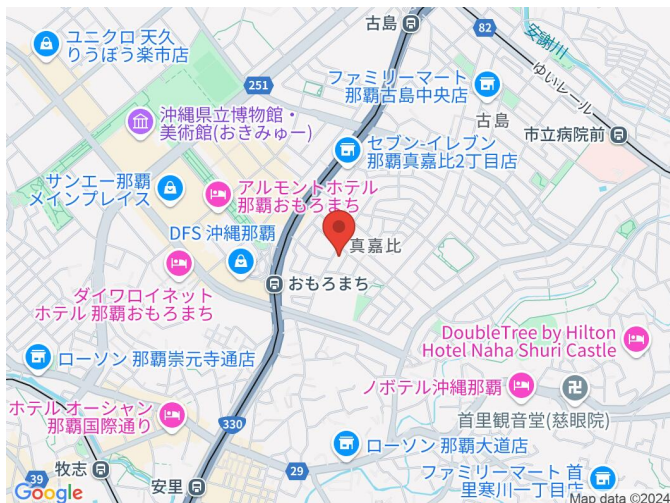 古島
82
安謝川
ゆいレール
ユニクロ 天久
りうぼう楽市店
251
ファミリーマート
那覇古島中央店
古島
沖縄県立博物館・
美術館(おきみゅー)
セブン-イレブン
那覇真嘉比2丁目店
市立病院前
サンエー那覇
メインプレイス
アルモントホテル
那覇おもろまち
DFS 沖縄那覇
真嘉比
おもろまち
ダイワロイネット
ホテル 那覇おもろまち
DoubleTree by Hilton
Hotel Naha Shuri Castle
ローソン 那覇崇元寺通店
ノボテル沖縄那覇
ホテル オーシャン
那覇国際通り
330
首里観音堂(慈眼院)
ローソン 那覇大道店
牧志
安里
29
39
ファミリーマート 首
里寒川一丁目店
Google
Map data ©2024